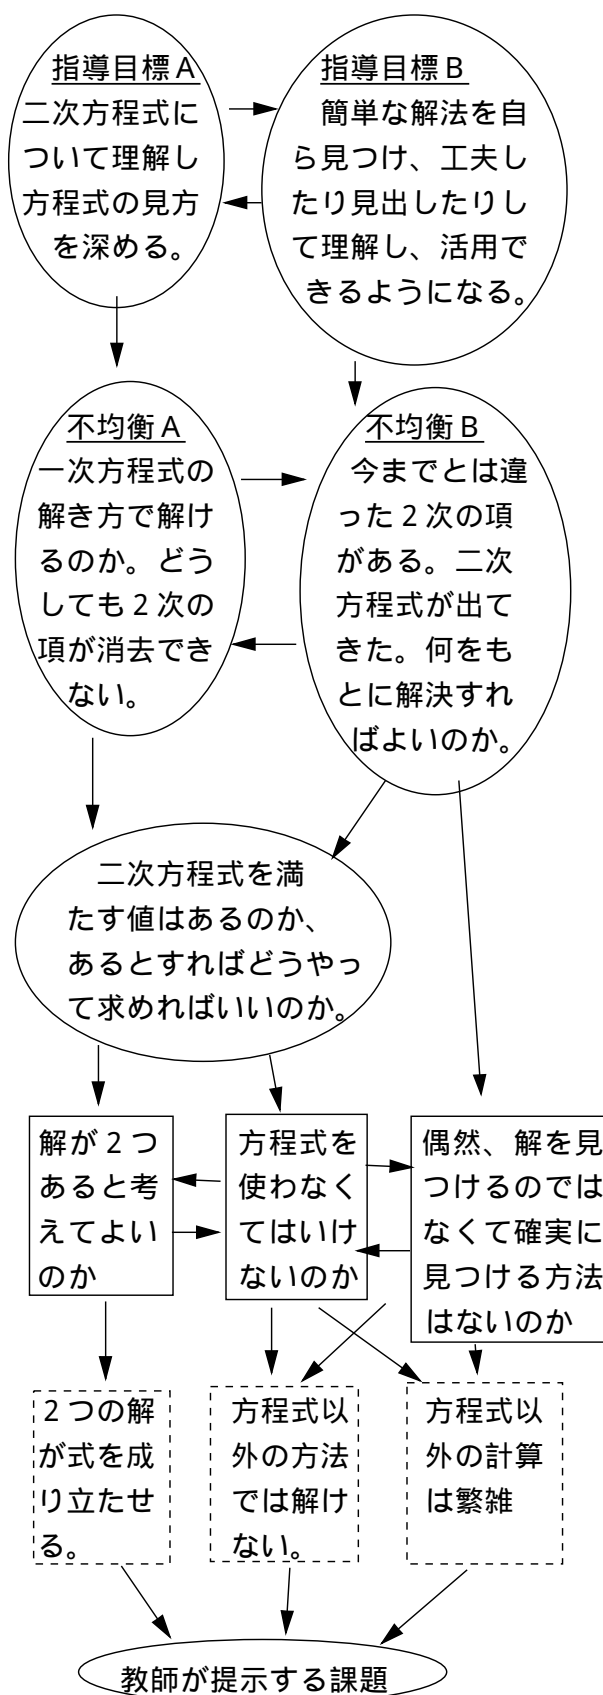 指導目標A
二次方程式に
ついて理解し
方程式の見方
を深める。
指導目標B
簡単な解法を自
ら見つけ、工夫し
たり見出したりし
て理解し、活用で
きるようになる。
不均衡A
一次方程式の
解き方で解け
るのか。どう
しても2次の
項が消去でき
ない。
不均衡B
今までとは違
った2次の項
がある。二次
方程式が出て
きた。何をも
とに解決すれ
ばよいのか。
二次方程式を満
たす値はあるのか、
あるとすればどうやっ
て求めればいいのか。
解が2つ
あると考
えてよい
のか
方程式を
使わなく
てはいけ
ないのか
偶然、解を見
つけるのでは
なくて確実に
見つける方法
はないのか
2つの解
が式を成
り立たせ
る。
方程式以
外の方法
では解け
ない。
方程式以
外の計算
は繁雑
教師が提示する課題